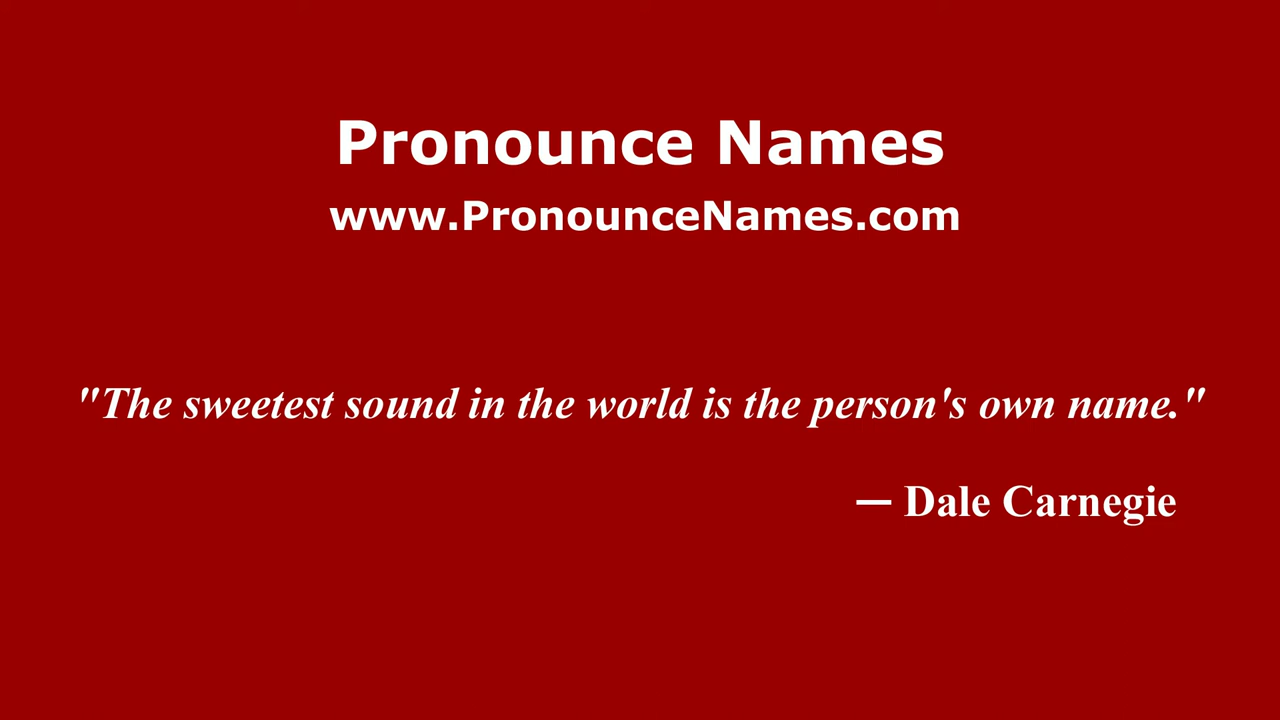 Pronounce Names
www.PronounceNames.com
"The sweetest sound in the world is the person's own name."
— Dale Carnegie